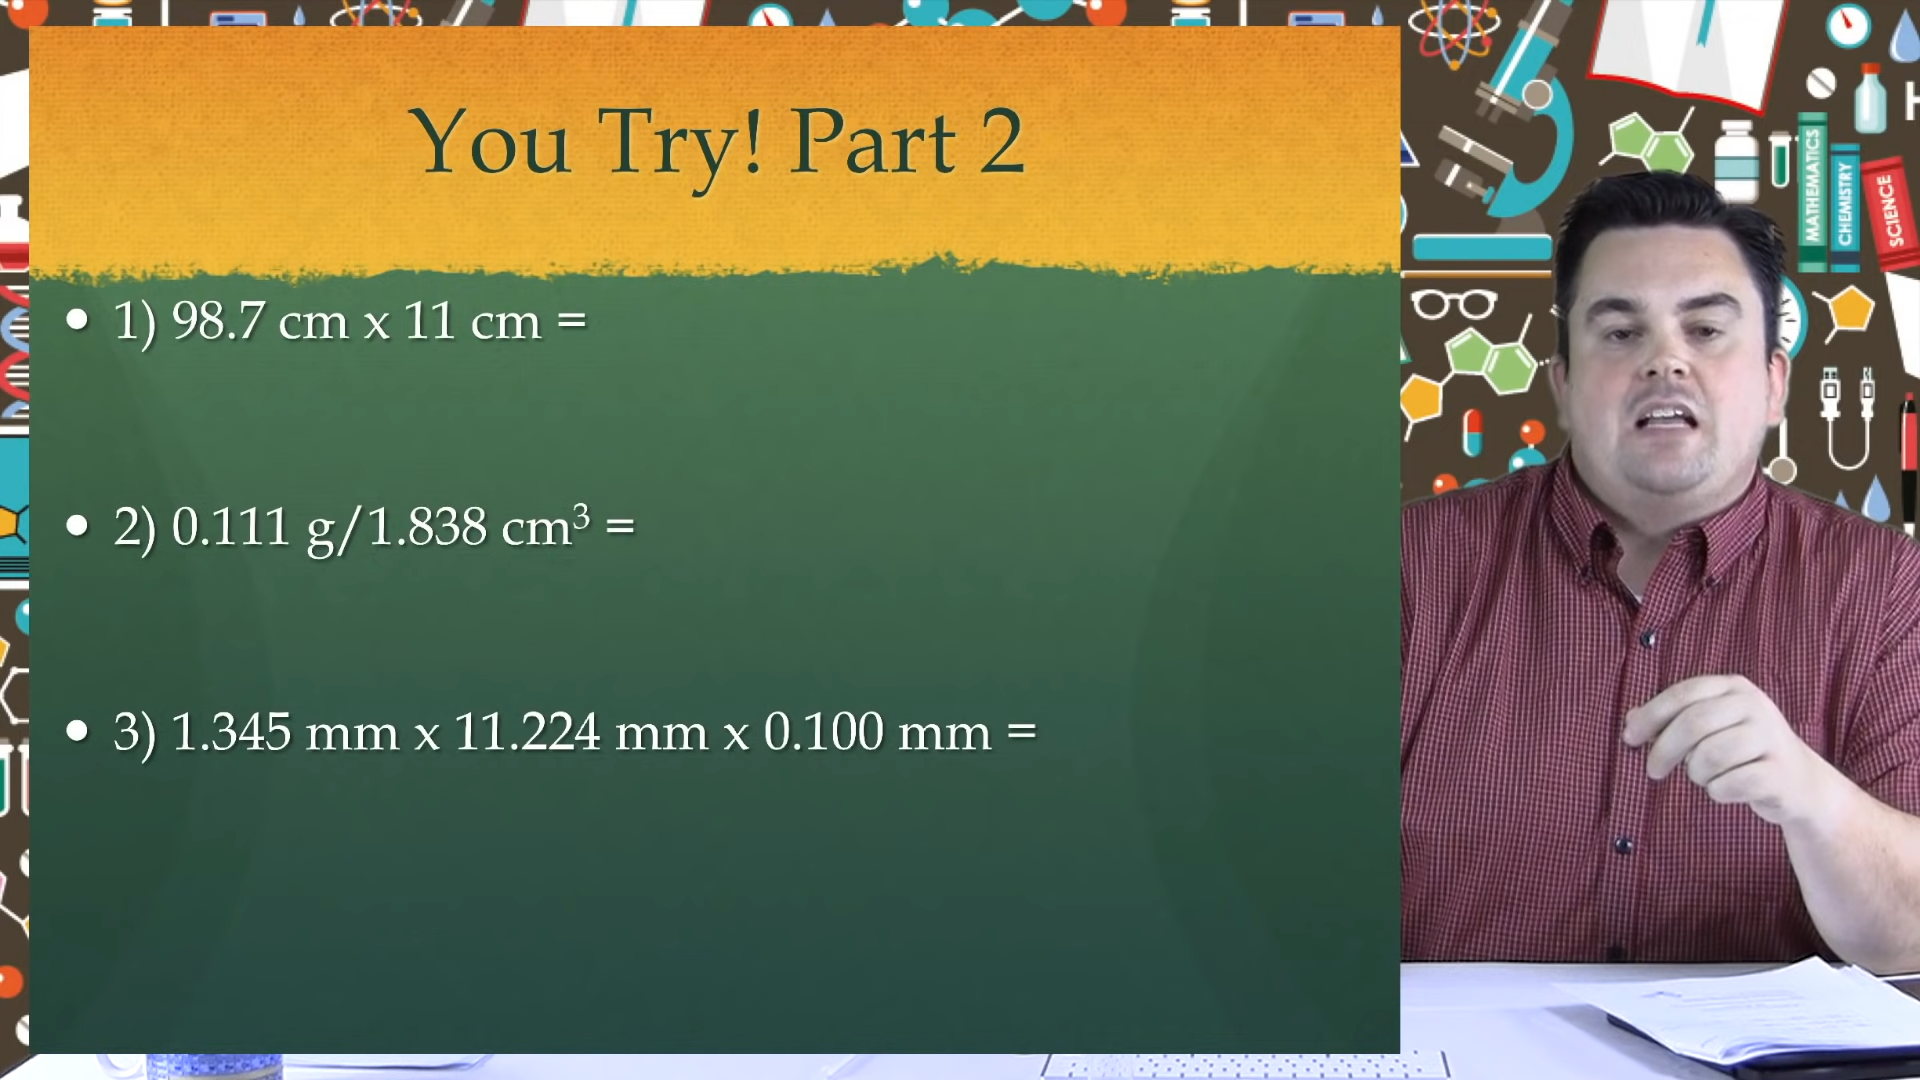 You Try! Part 2
• 1) 98.7 cm x 11 cm =
• 2) 0.111 g/1.838 cm³ =
• 3) 1.345 mm x 11.224 mm x 0.100 mm =
MATHEMATICS
CHEMISTRY
SCIENCE
H